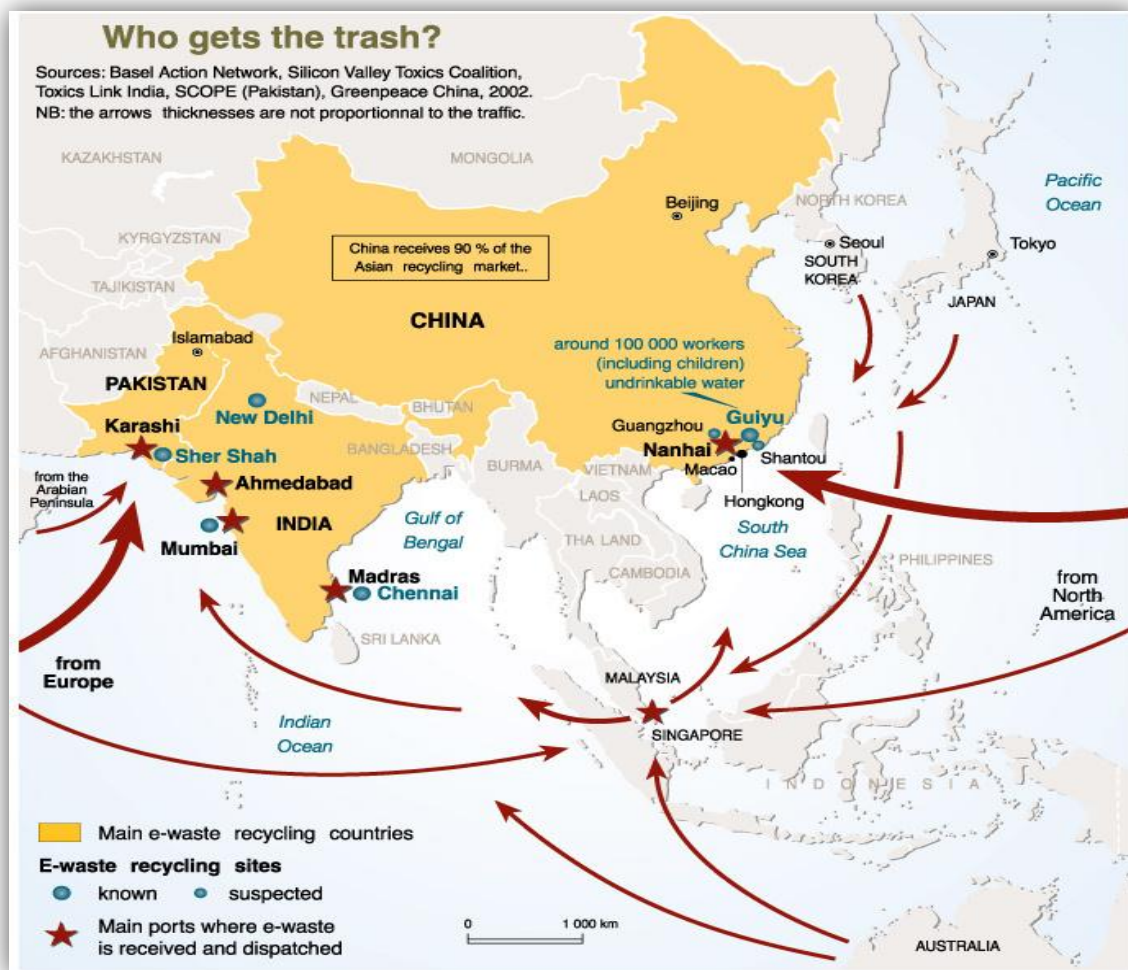 Who gets the trash?
Sources: Basel Action Network, Silicon Valley Toxics Coalition,
Toxics Link India, SCOPE (Pakistan), Greenpeace China, 2002.
NB: the arrows thicknesses are not proportionnal to the traffic.
KAZAKHSTAN
MONGOLIA
Pacific
Ocean
Beijing
NORTH KOREA
KYRGYZSTAN
Seoul
SOUTH
KOREA
Tokyo
China receives 90 % of the
Asian recycling market..
TAJIKISTAN
JAPAN
CHINA
Islamabad
AFGHANISTAN
around 100 000 workers
(including children)
undrinkable water
PAKISTAN
NEPAL
BHUTAN
New Delhi
Karashi
Guangzhou
Guiyu
BANGLADESH
Nanhai
Sher Shah
BURMA
VIETNAM
Macao
Shantou
from the
Arabian
Peninsula
Ahmedabad
LAOS
Hongkong
INDIA
Gulf of
Bengal
South
China Sea
THA LAND
Mumbai
PHILIPPINES
CAMBODIA
Madras
Chennai
from
North
America
SRI LANKA
from
Europe
MALAYSIA
Indian
Ocean
SINGAPORE
INDONESIA
Main e-waste recycling countries
E-waste recycling sites
known
suspected
Main ports where e-waste
is received and dispatched
0
1 000 km
AUSTRALIA